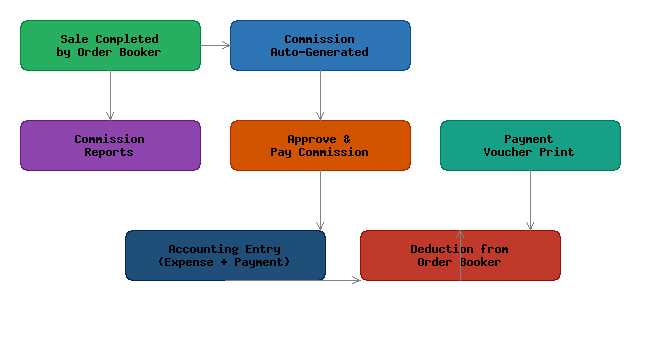 Sale Completed
by Order Booker
Commission
Auto-Generated
Commission
Reports
Approve &
Pay Commission
Payment
Voucher Print
Accounting Entry
(Expense + Payment)
Deduction from
Order Booker